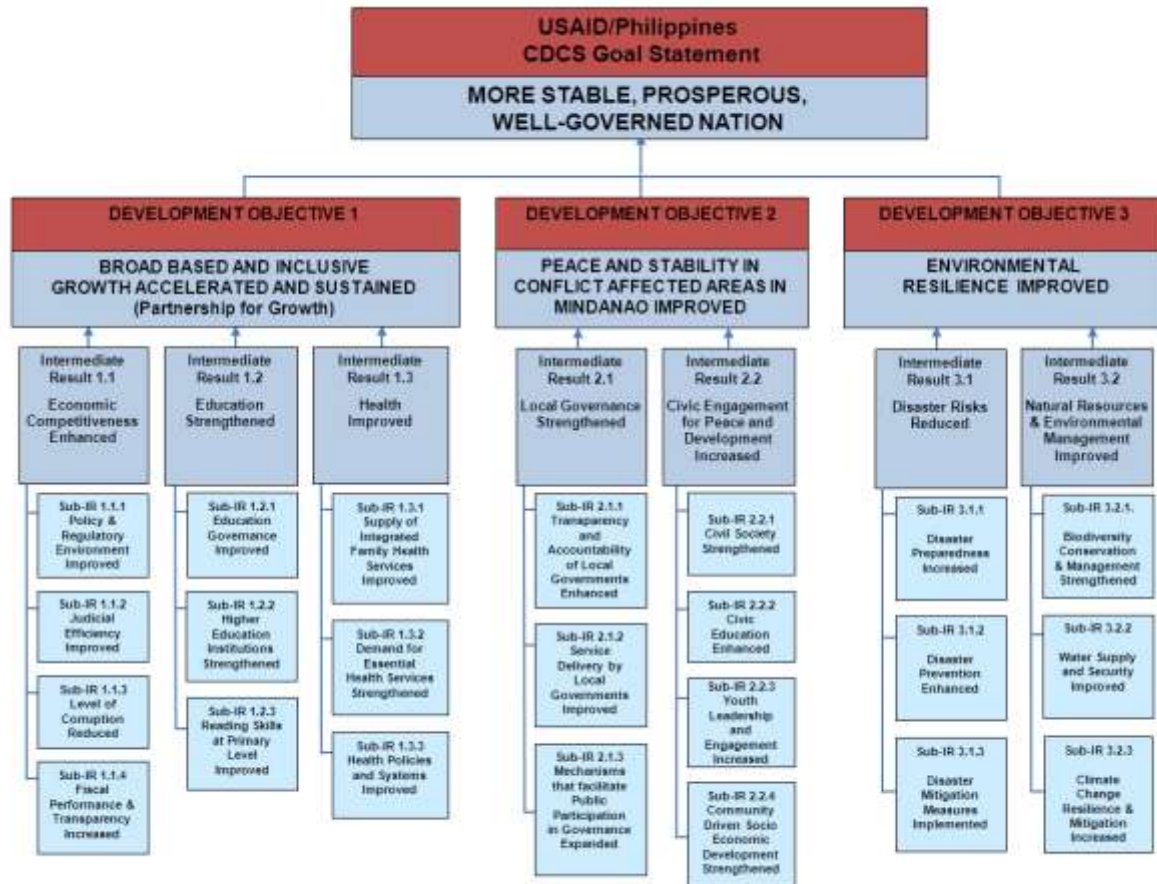 USAID/Philippines
CDCS Goal Statement
MORE STABLE, PROSPEROUS,
WELL-GOVERNED NATION
DEVELOPMENT OBJECTIVE 1
BROAD BASED AND INCLUSIVE
GROWTH ACCELERATED AND SUSTAINED
(Partnership for Growth)
Intermediate
Result 1.1
Economic
Competitiveness
Enhanced
Sub-IR 1.1.1
Policy &
Regulatory
Environment
Improved
Sub-IR 1.1.2
Judicial
Efficiency
Improved
Sub-IR 1.1.3
Level of
Corruption
Reduced
Sub-IR 1.1.4
Fiscal
Performance &
Transparency
Increased
Intermediate
Result 1.2
Education
Strengthened
Sub-IR 1.2.1
Education
Governance
Improved
Sub-IR 1.2.2
Higher
Education
Institutions
Strengthened
Sub-IR 1.2.3
Reading Skills
at Primary
Level
Improved
Intermediate
Result 1.3
Health
Improved
Sub-IR 1.3.1
Supply of
Integrated
Family Health
Services
Improved
Sub-IR 1.3.2
Demand for
Essential
Health Services
Strengthened
Sub-IR 1.3.3
Health Policies
and Systems
Improved
DEVELOPMENT OBJECTIVE 2
PEACE AND STABILITY IN
CONFLICT AFFECTED AREAS IN
MINDANAO IMPROVED
Intermediate
Result 2.1
Local Governance
Strengthened
Sub-IR 2.1.1
Transparency
and
Accountability
of Local
Governments
Enhanced
Sub-IR 2.1.2
Service
Delivery by
Local
Governments
Improved
Sub-IR 2.1.3
Mechanisms
that facilitate
Public
Participation
in Governance
Expanded
Intermediate
Result 2.2
Civic Engagement
for Peace and
Development
Increased
Sub-IR 2.2.1
Civil Society
Strengthened
Sub-IR 2.2.2
Civic
Education
Enhanced
Sub-IR 2.2.3
Youth
Leadership
and
Engagement
Increased
Sub-IR 2.2.4
Community
Driven Socio
Economic
Development
Strengthened
DEVELOPMENT OBJECTIVE 3
ENVIRONMENTAL
RESILIENCE IMPROVED
Intermediate
Result 3.1
Disaster Risks
Reduced
Sub-IR 3.1.1
Disaster
Preparedness
Increased
Sub-IR 3.1.2
Disaster
Prevention
Enhanced
Sub-IR 3.1.3
Disaster
Mitigation
Measures
Implemented
Intermediate
Result 3.2
Natural Resources
& Environmental
Management
Improved
Sub-IR 3.2.1.
Biodiversity
Conservation
& Management
Strengthened
Sub-IR 3.2.2
Water Supply
and Security
Improved
Sub-IR 3.2.3
Climate
Change
Resilience &
Mitigation
Increased